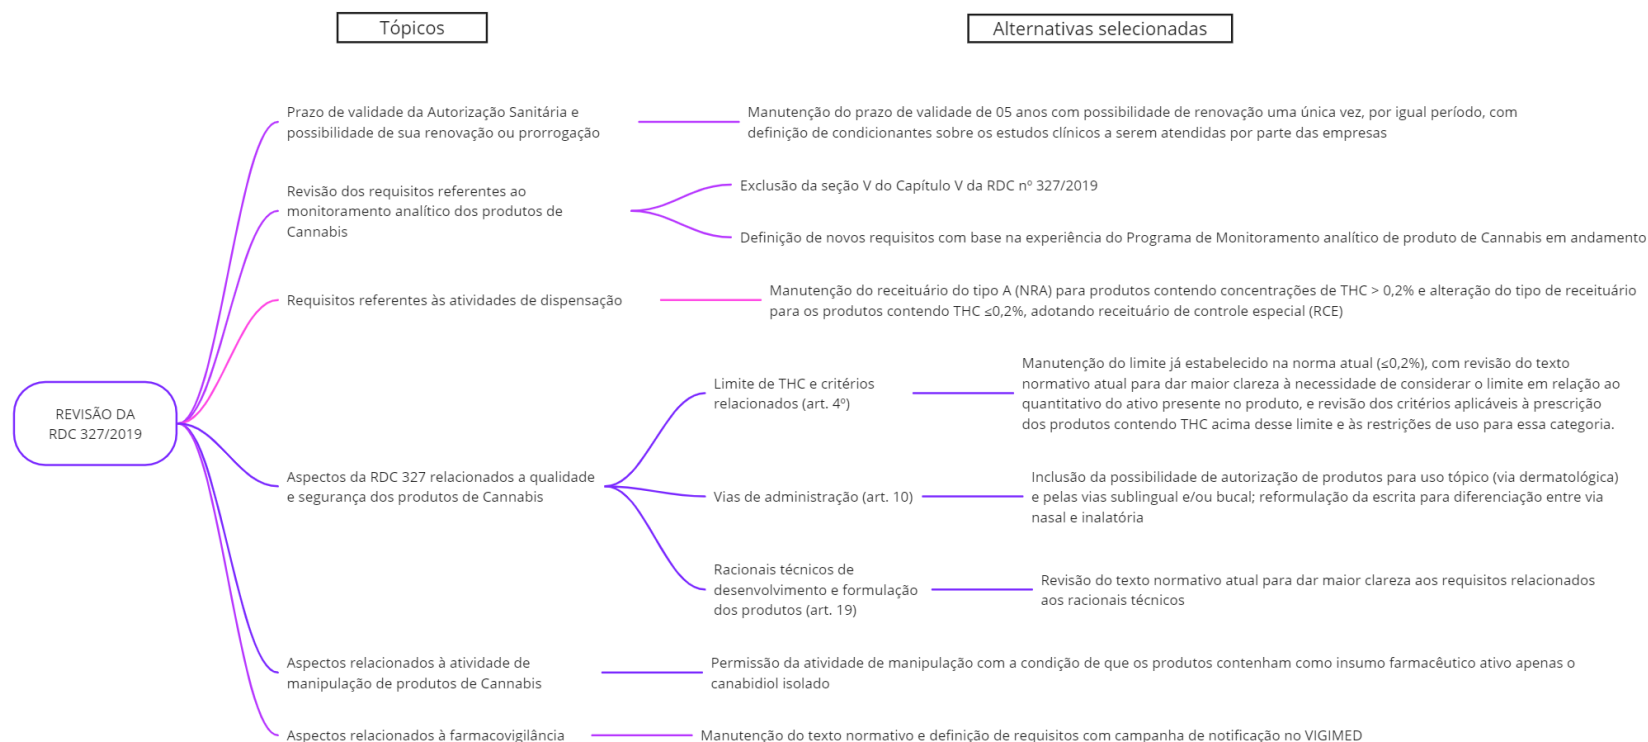 Tópicos
Alternativas selecionadas
REVISÃO DA
RDC 327/2019
Prazo de validade da Autorização Sanitária e
possibilidade de sua renovação ou prorrogação
Manutenção do prazo de validade de 05 anos com possibilidade de renovação uma única vez, por igual período, com
definição de condicionantes sobre os estudos clínicos a serem atendidas por parte das empresas
Revisão dos requisitos referentes ao
monitoramento analítico dos produtos de
Cannabis
Exclusão da seção V do Capítulo V da RDC nº 327/2019
Definição de novos requisitos com base na experiência do Programa de Monitoramento analítico de produto de Cannabis em andamento
Requisitos referentes às atividades de dispensação
Manutenção do receituário do tipo A (NRA) para produtos contendo concentrações de THC > 0,2% e alteração do tipo de receituário
para os produtos contendo THC ≤0,2%, adotando receituário de controle especial (RCE)
Aspectos da RDC 327 relacionados a qualidade
e segurança dos produtos de Cannabis
Limite de THC e critérios
relacionados (art. 4º)
Manutenção do limite já estabelecido na norma atual (≤0,2%), com revisão do texto
normativo atual para dar maior clareza à necessidade de considerar o limite em relação ao
quantitativo do ativo presente no produto, e revisão dos critérios aplicáveis à prescrição
dos produtos contendo THC acima desse limite e às restrições de uso para essa categoria.
Vias de administração (art. 10)
Inclusão da possibilidade de autorização de produtos para uso tópico (via dermatológica)
e pelas vias sublingual e/ou bucal; reformulação da escrita para diferenciação entre via
nasal e inalatória
Racionais técnicos de
desenvolvimento e formulação
dos produtos (art. 19)
Revisão do texto normativo atual para dar maior clareza aos requisitos relacionados
aos racionais técnicos
Aspectos relacionados à atividade de
manipulação de produtos de Cannabis
Permissão da atividade de manipulação com a condição de que os produtos contenham como insumo farmacêutico ativo apenas o
canabidiol isolado
Aspectos relacionados à farmacovigilância
Manutenção do texto normativo e definição de requisitos com campanha de notificação no VIGIMED